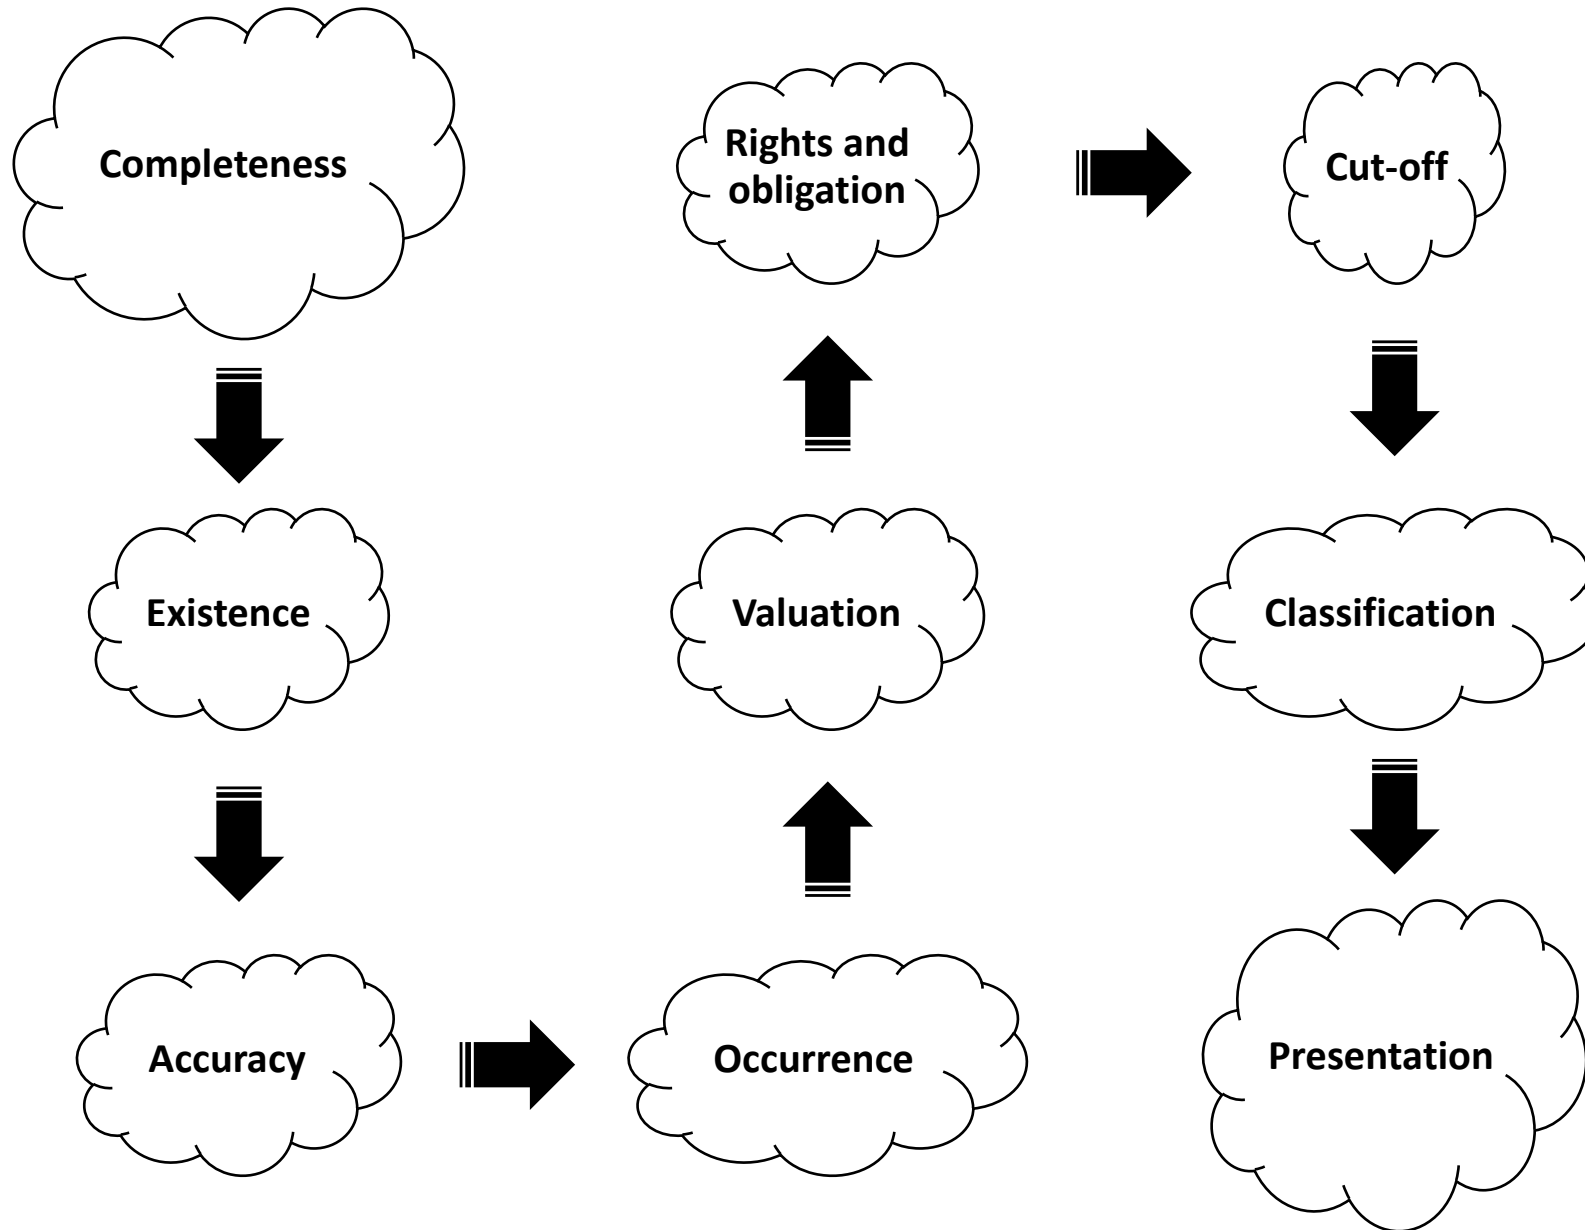 Completeness
Existence
Accuracy
Occurrence
Valuation
Rights and
obligation
Cut-off
Classification
Presentation